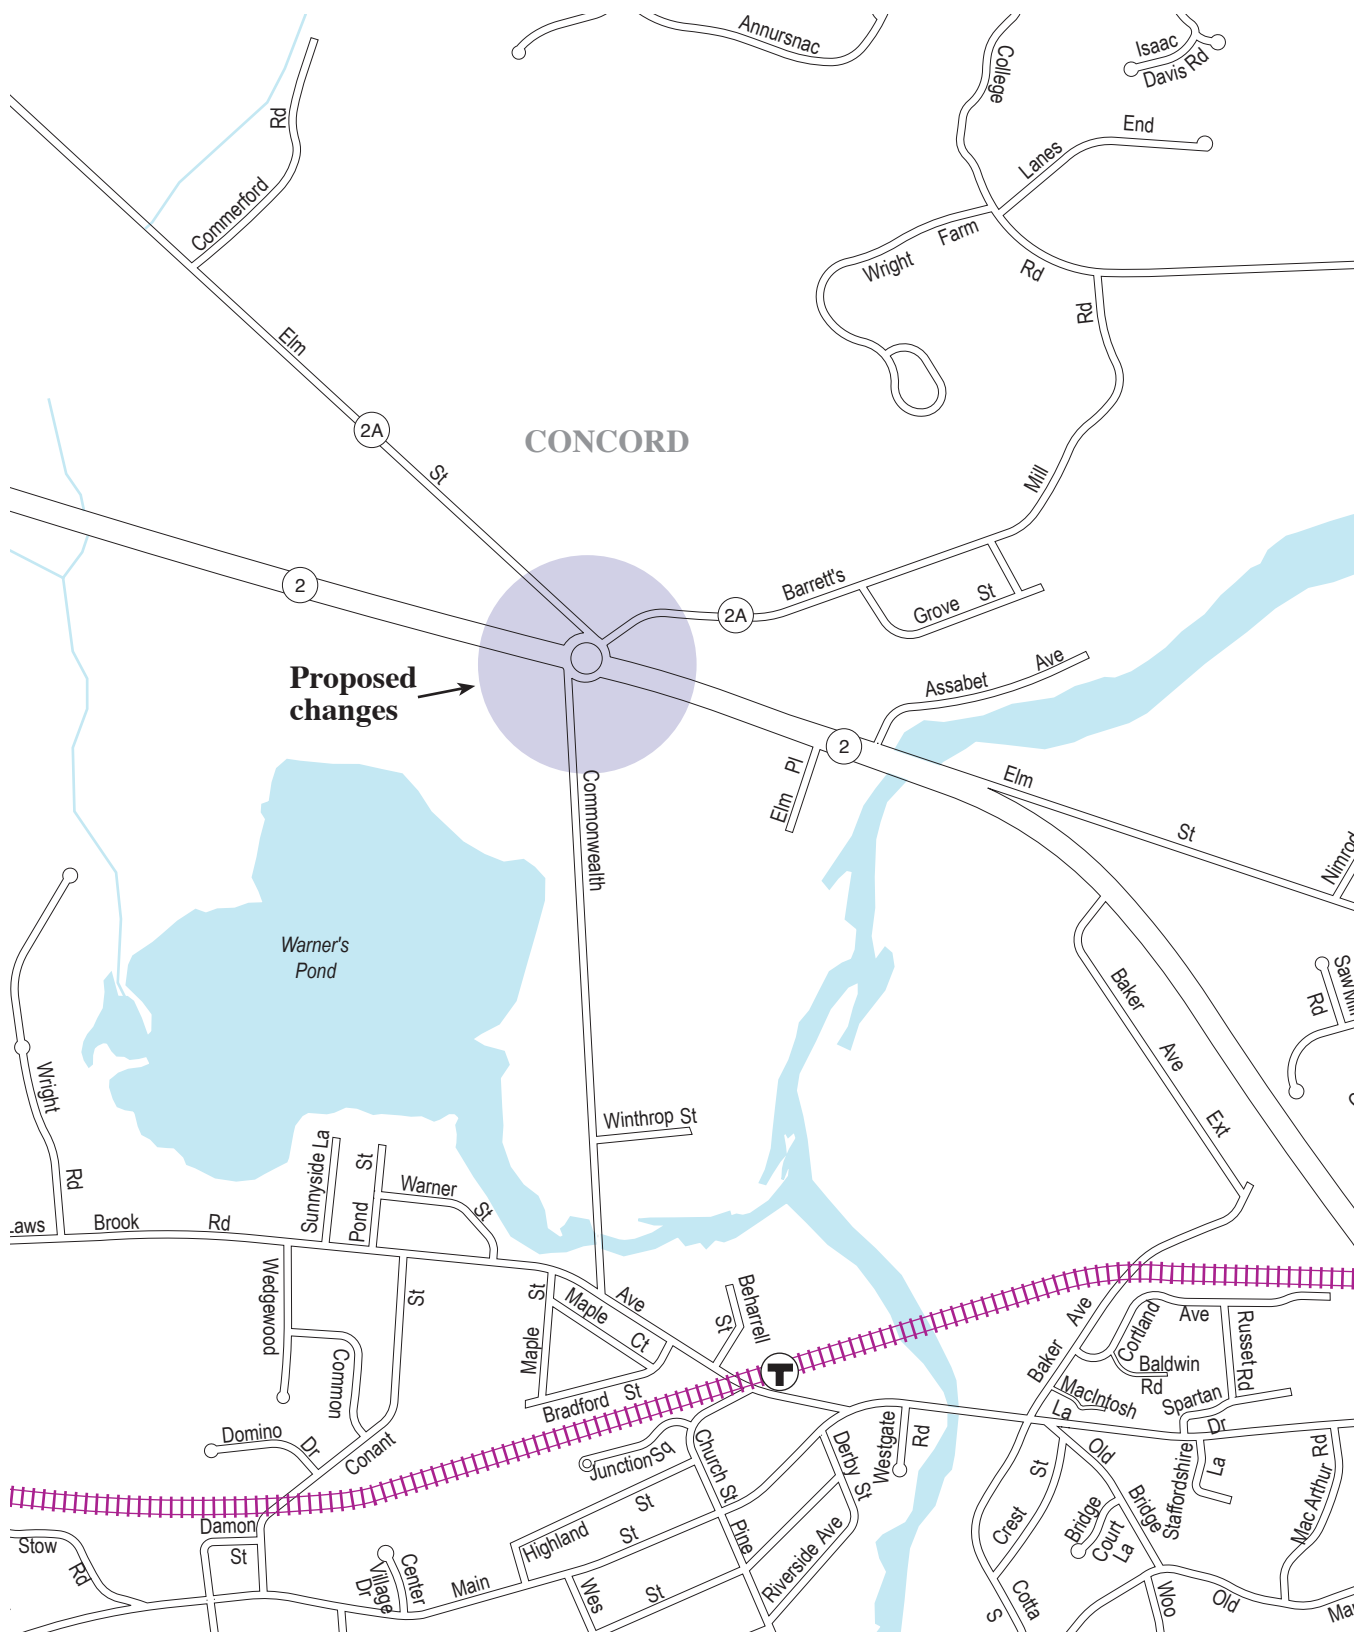 Annursnac
College
Isaac
Davis Rd
Rd
Commerford
Lanes End
Wright Farm Rd
Rd
Elm
2A
St
CONCORD
Mill
2
Barrett's
2A
Grove St
Proposed
changes
Assabet Ave
2
Elm Pl
Elm
St
Nimrod
Commonwealth
Warner's
Pond
Baker
Ave
Ext
Saw Mill
Rd
Wright
Rd
Winthrop St
Sunnyside La
Pond St
Warner
St
Laws Brook Rd
Wedgewood
Common
St
Maple St
Maple Ct
Ave
Beharrell
St
Bradford St
T
Baker Ave
Cortland
Ave
Russet Rd
Baldwin
Rd
MacIntosh
La
Spartan
Dr
Domino
Dr
Conant
Junction Sq
Church St
Derby St
Westgate
Rd
Old
Bridge
Staffordshire
La
Mac Arthur Rd
Crest St
Bridge
Court
La
Highland St
St
Pine
Riverside Ave
Damon
St
Stow
Rd
Center
Village
Dr
Main
Wes
St
Cotta
S
Woo
Old
Mar